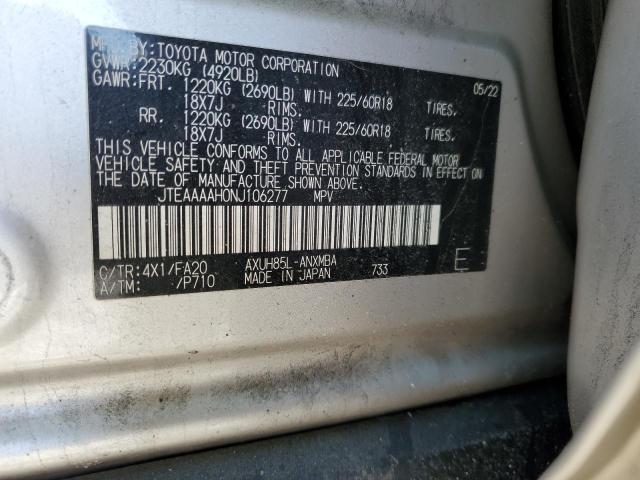 MFD. BY: TOYOTA MOTOR CORPORATION
GVWR: 2230KG (4920LB) 05/22
GAWR: FRT. 1220KG (2690LB) WITH 225/60R18 TIRES.
18X7J RIMS.
RR. 1220KG (2690LB) WITH 225/60R18 TIRES.
18X7J RIMS.
THIS VEHICLE CONFORMS TO ALL APPLICABLE FEDERAL MOTOR
VEHICLE SAFETY AND THEFT PREVENTION STANDARDS IN EFFECT ON
THE DATE OF MANUFACTURE SHOWN ABOVE.
JTEAAAAH0NJ106277 MPV
C/TR: 4X1/FA20 AXUH85L-ANXMBA E
A/TM: /P710 MADE IN JAPAN 733